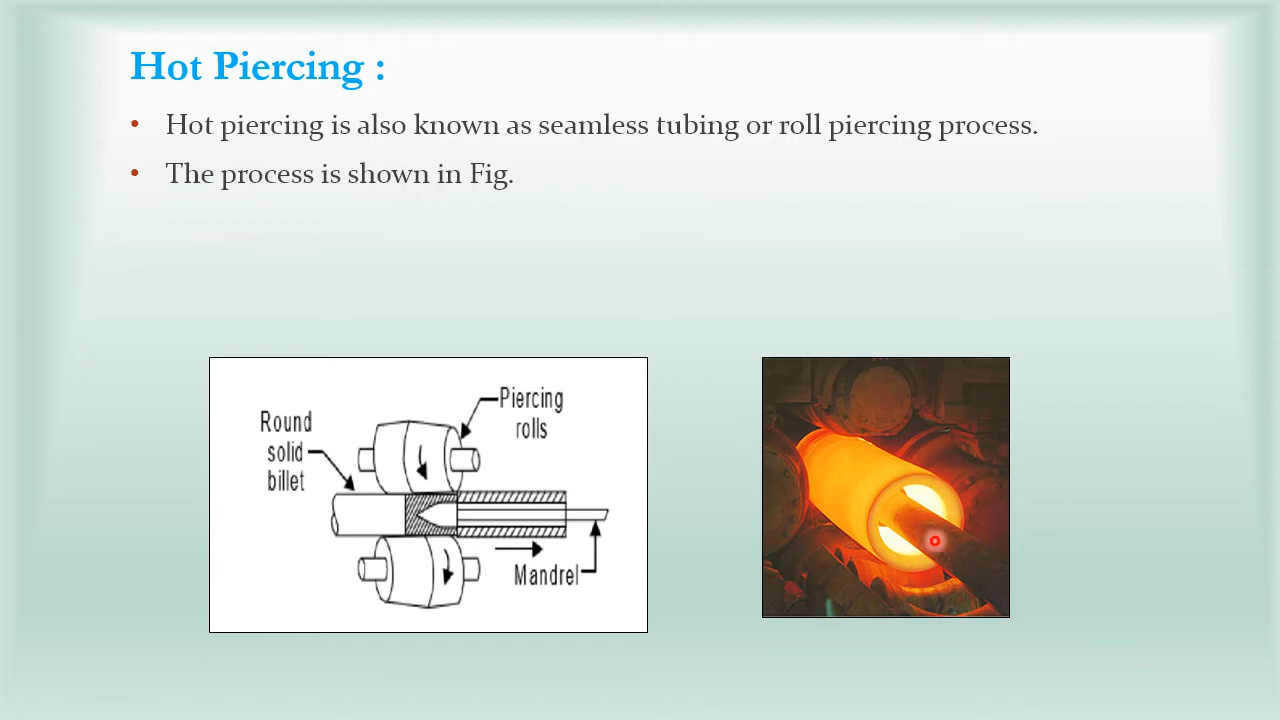 Hot Piercing :
• Hot piercing is also known as seamless tubing or roll piercing process.
• The process is shown in Fig.
Piercing
rolls
Round
solid
billet
Mandrel